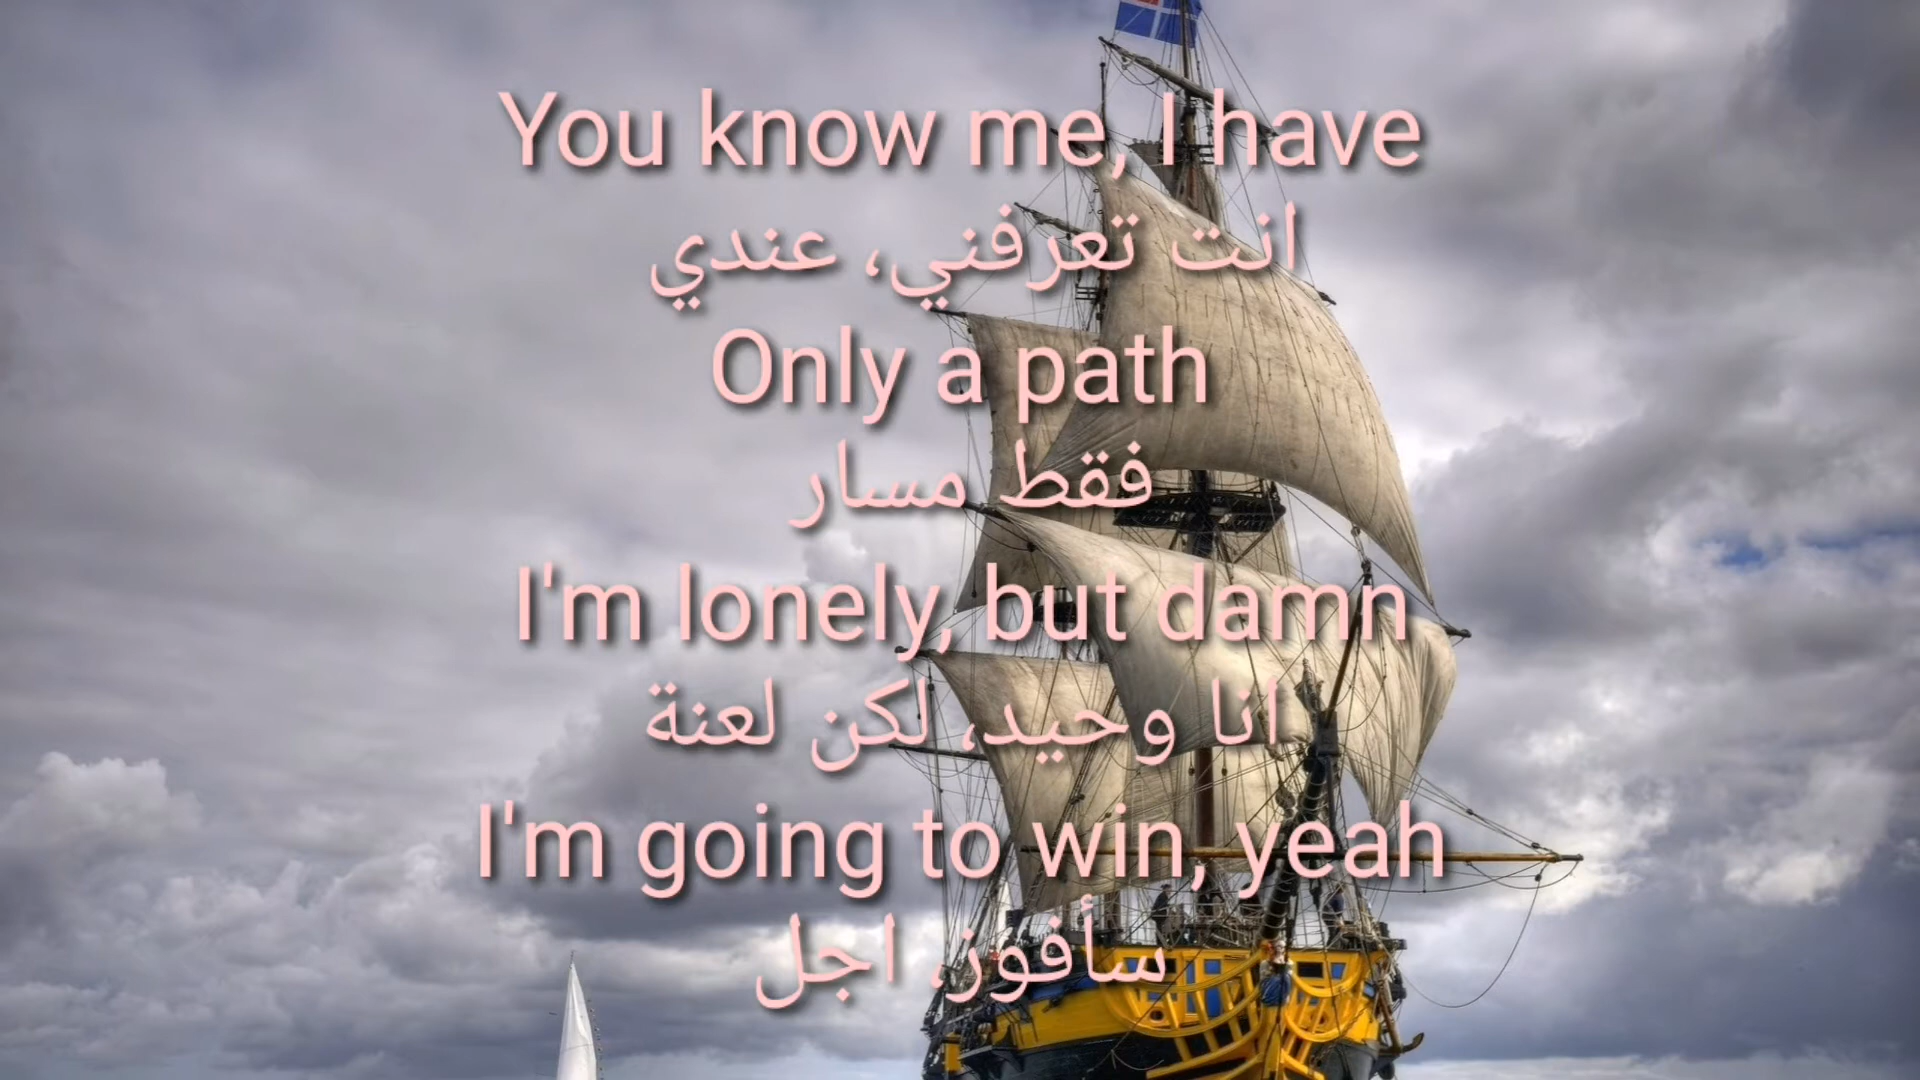 You know me, I have
انت تعرفني، عندي
Only a path
فقط مسار
I'm lonely, but damn
انا وحيد، لكن لعنة
I'm going to win, yeah
سأفوز، اجل